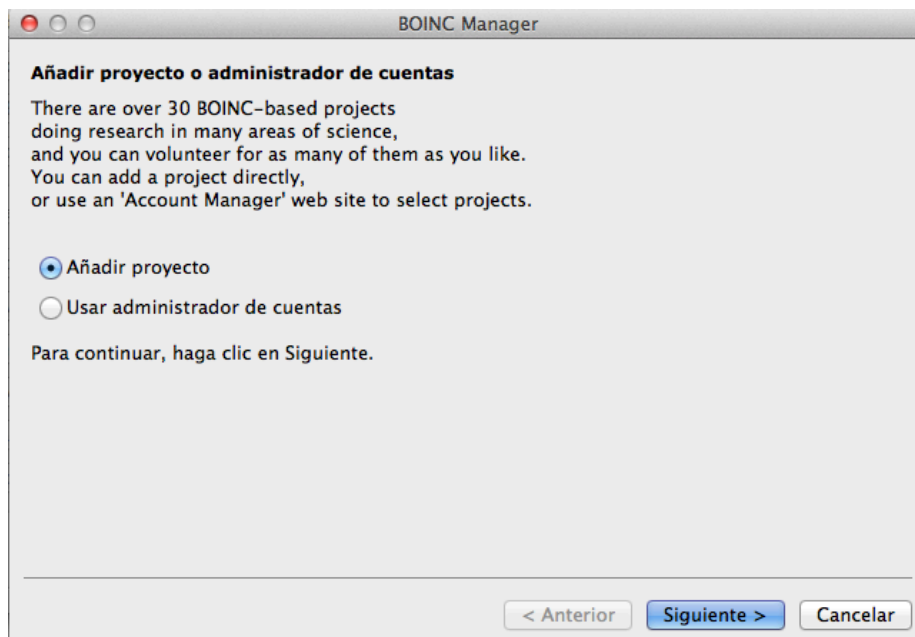 BOINC Manager
Añadir proyecto o administrador de cuentas
There are over 30 BOINC-based projects
doing research in many areas of science,
and you can volunteer for as many of them as you like.
You can add a project directly,
or use an 'Account Manager' web site to select projects.
Añadir proyecto
Usar administrador de cuentas
Para continuar, haga clic en Siguiente.
< Anterior Siguiente > Cancelar